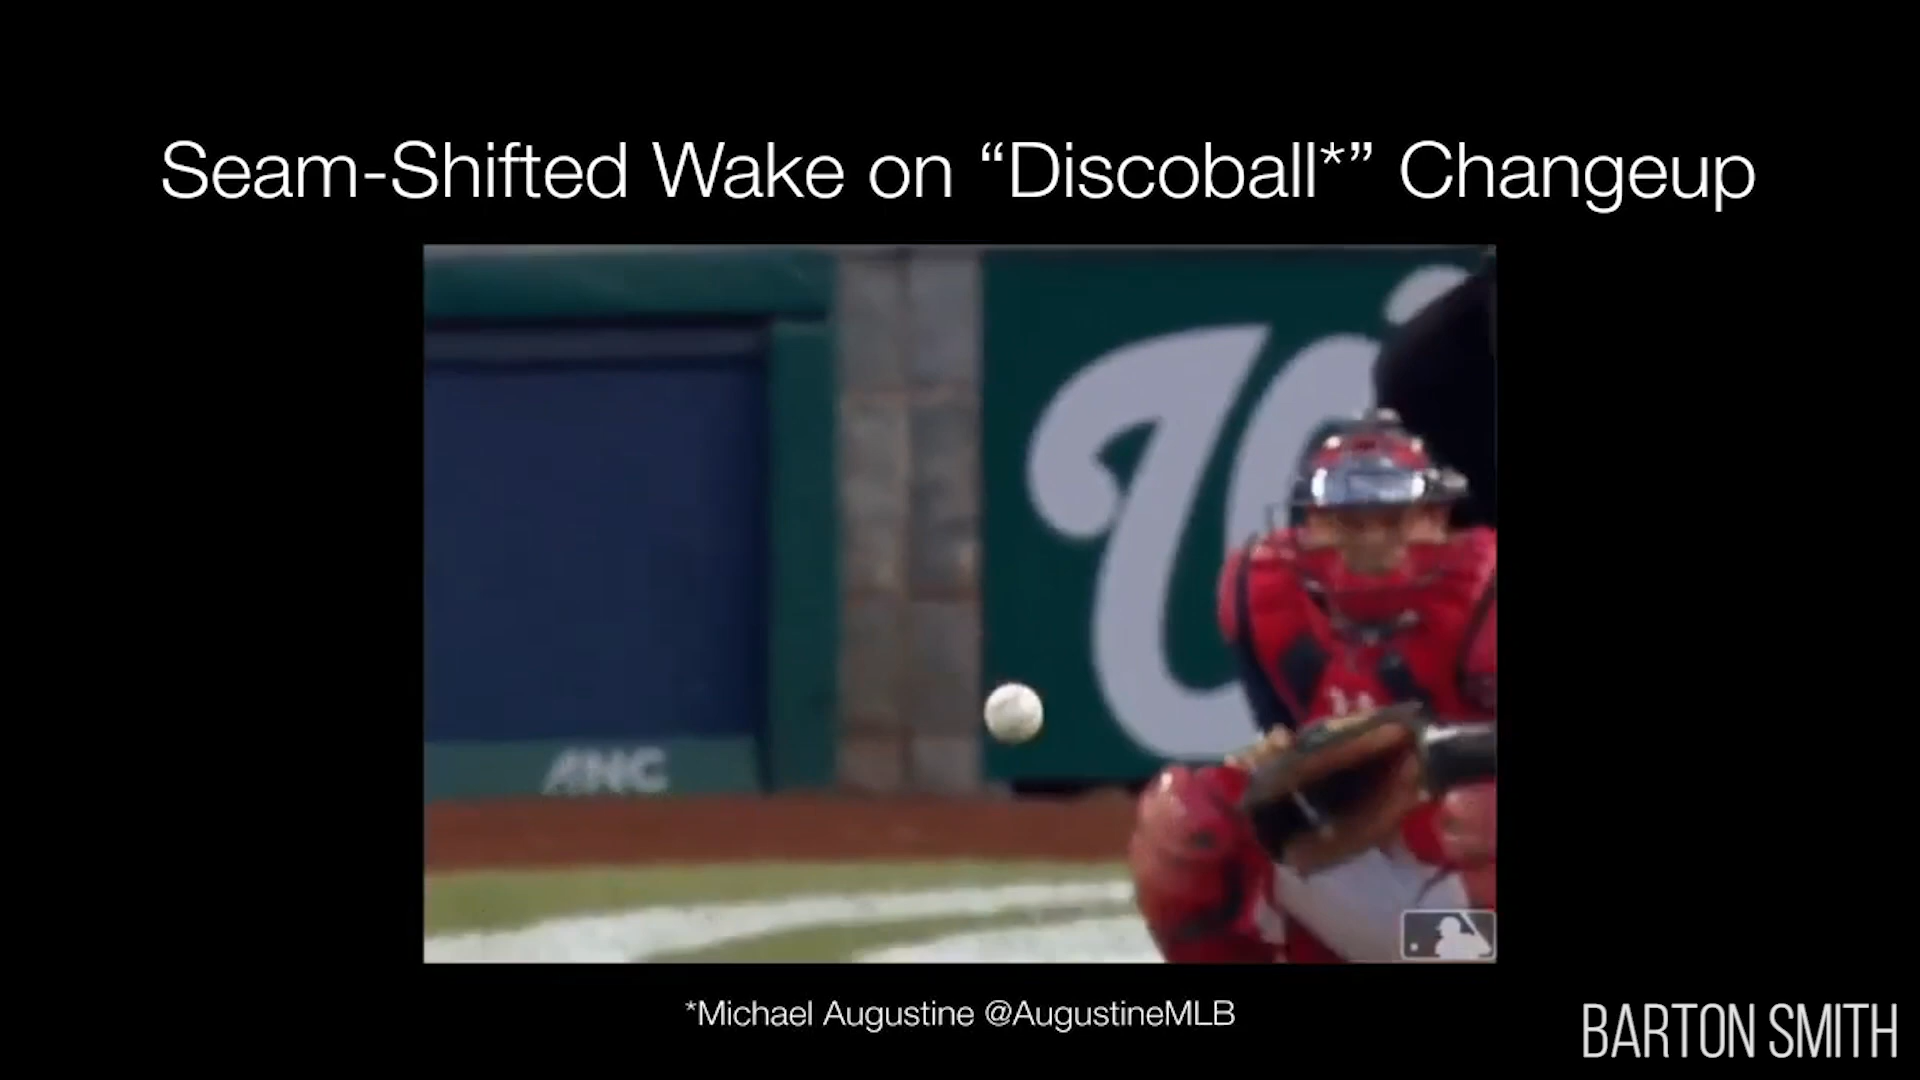 Seam-Shifted Wake on “Discoball*” Changeup
ANC
*Michael Augustine @AugustineMLB
BARTON SMITH